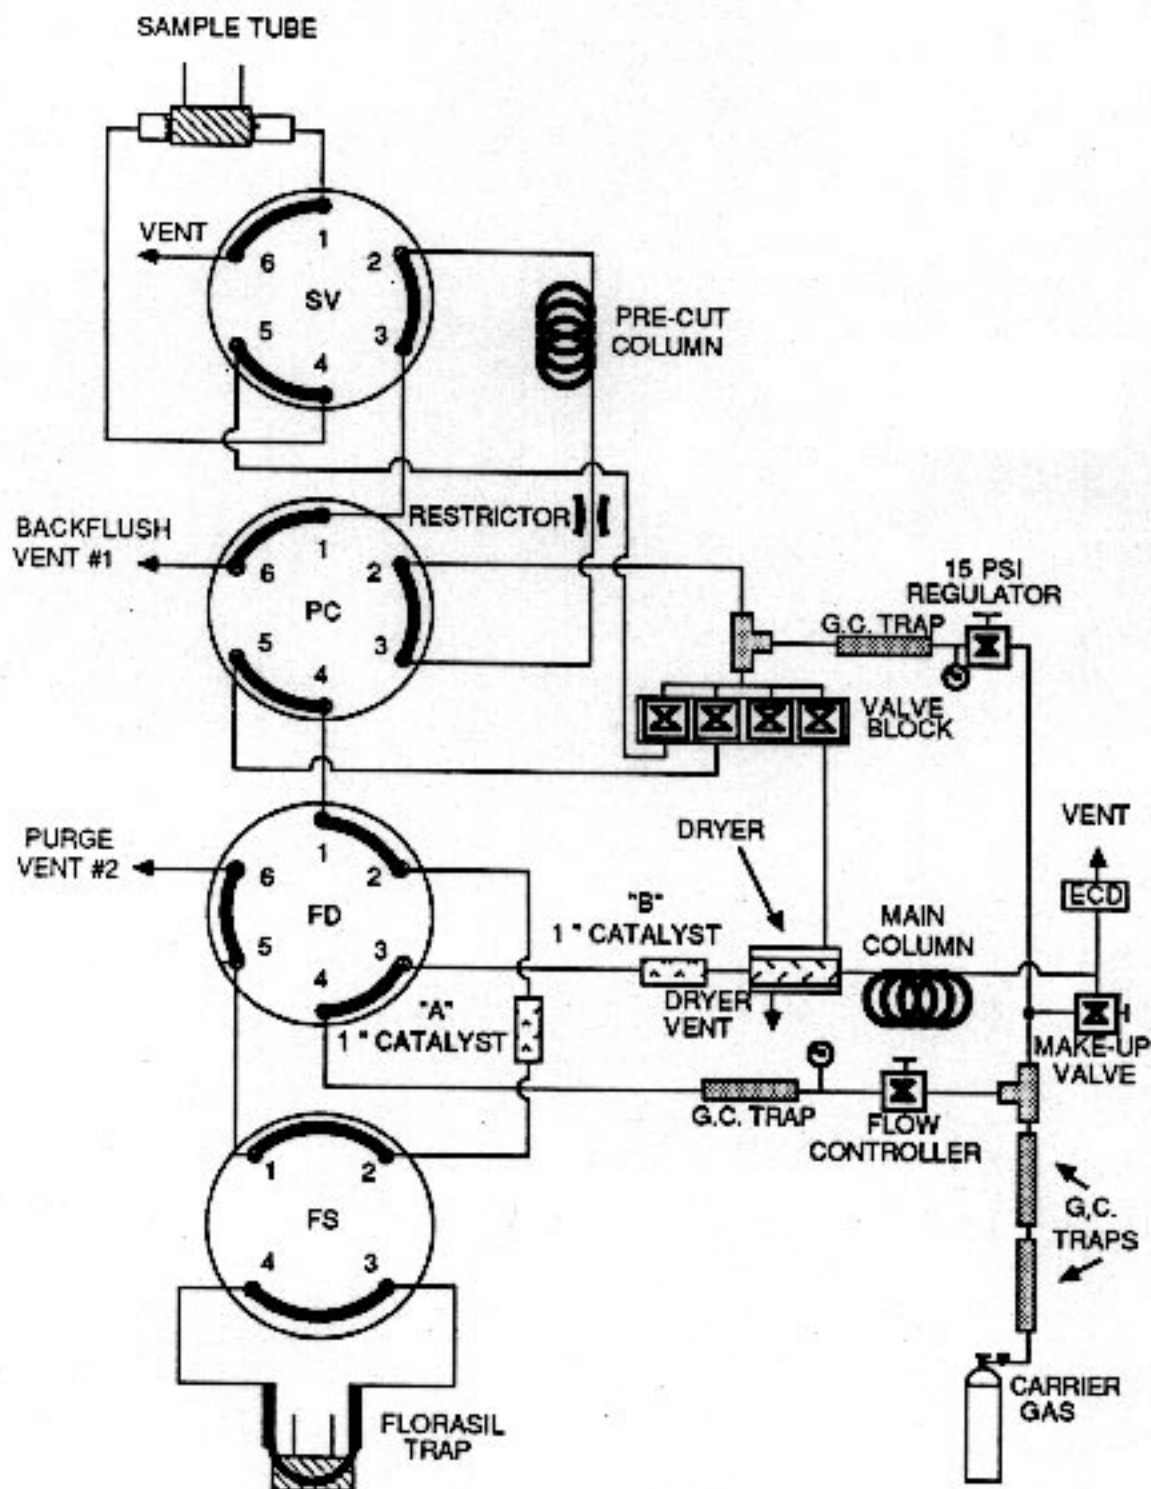 SAMPLE TUBE
VENT
1
2
3
4
5
6
SV
PRE-CUT
COLUMN
BACKFLUSH
VENT #1
RESTRICTOR
1
2
3
4
5
6
PC
15 PSI
REGULATOR
G.C. TRAP
VALVE
BLOCK
PURGE
VENT #2
1
2
3
4
5
6
FD
DRYER
VENT
ECD
"B"
1 " CATALYST
MAIN
COLUMN
DRYER
VENT
"A"
1 " CATALYST
MAKE-UP
VALVE
G.C. TRAP
FLOW
CONTROLLER
1
2
FS
4
3
G,C.
TRAPS
CARRIER
GAS
FLORASIL
TRAP